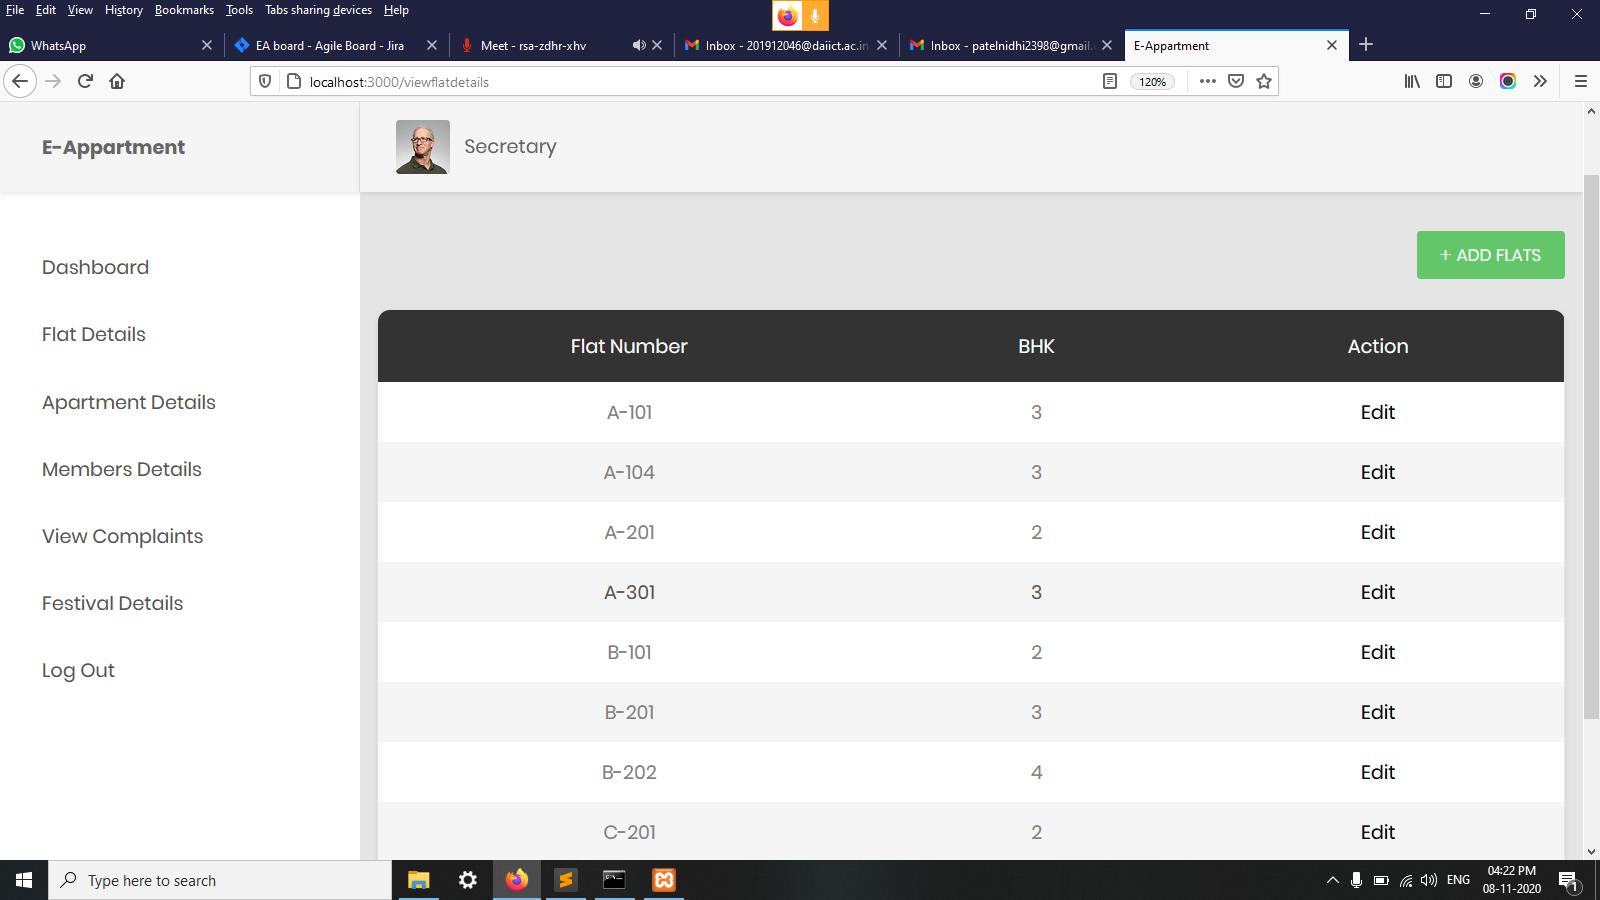 File Edit View History Bookmarks Tools Tabs sharing devices Help
WhatsApp
EA board - Agile Board - Jira
Meet - rsa-zdhr-xhv
Inbox - 201912046@daiict.ac.in
Inbox - patelnidhi2398@gmail.
E-Appartment
localhost:3000/viewflatdetails
120%
E-Appartment
Secretary
Dashboard
Flat Details
Apartment Details
Members Details
View Complaints
Festival Details
Log Out
+ ADD FLATS
Flat Number BHK Action
A-101 3 Edit
A-104 3 Edit
A-201 2 Edit
A-301 3 Edit
B-101 2 Edit
B-201 3 Edit
B-202 4 Edit
C-201 2 Edit
Type here to search
ENG
04:22 PM
08-11-2020
1